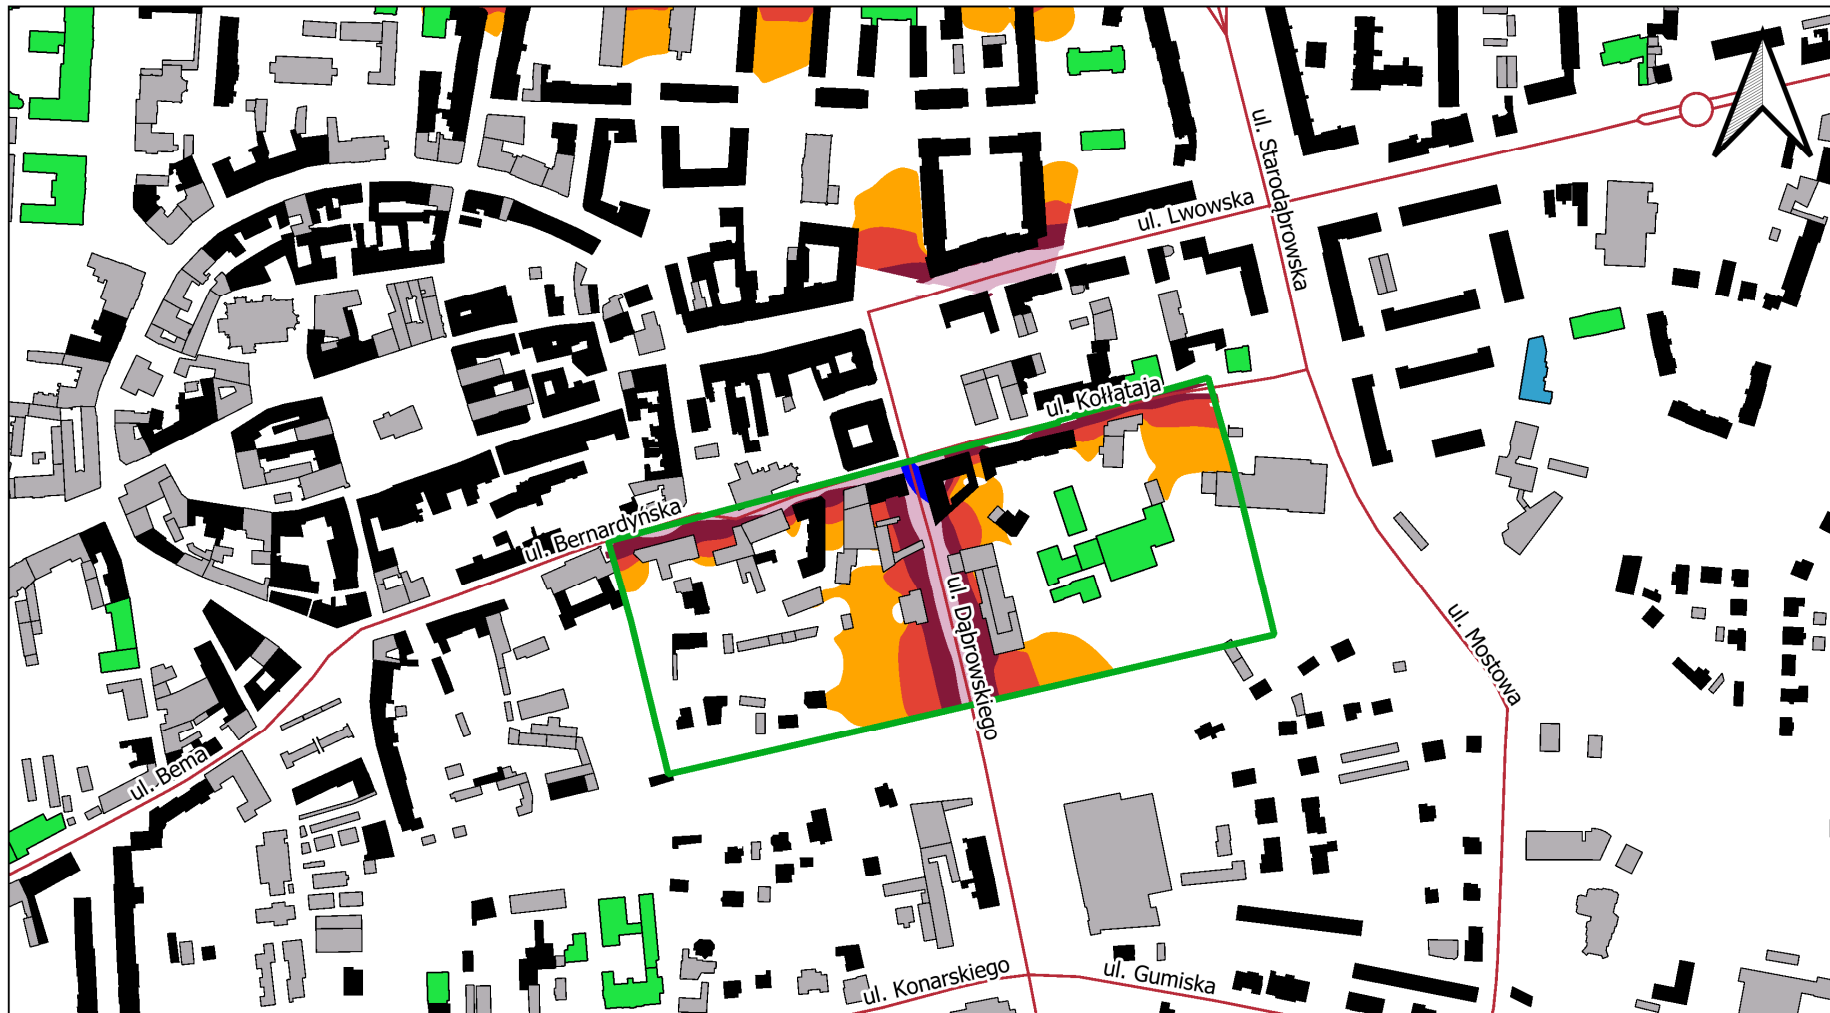 ul. Starodąbrowska
ul. Lwowska
ul. Kołłątaja
ul. Bernardyńska
ul. Dąbrowskiego
ul. Mostowa
ul. Bema
ul. Konarskiego
ul. Gumiska